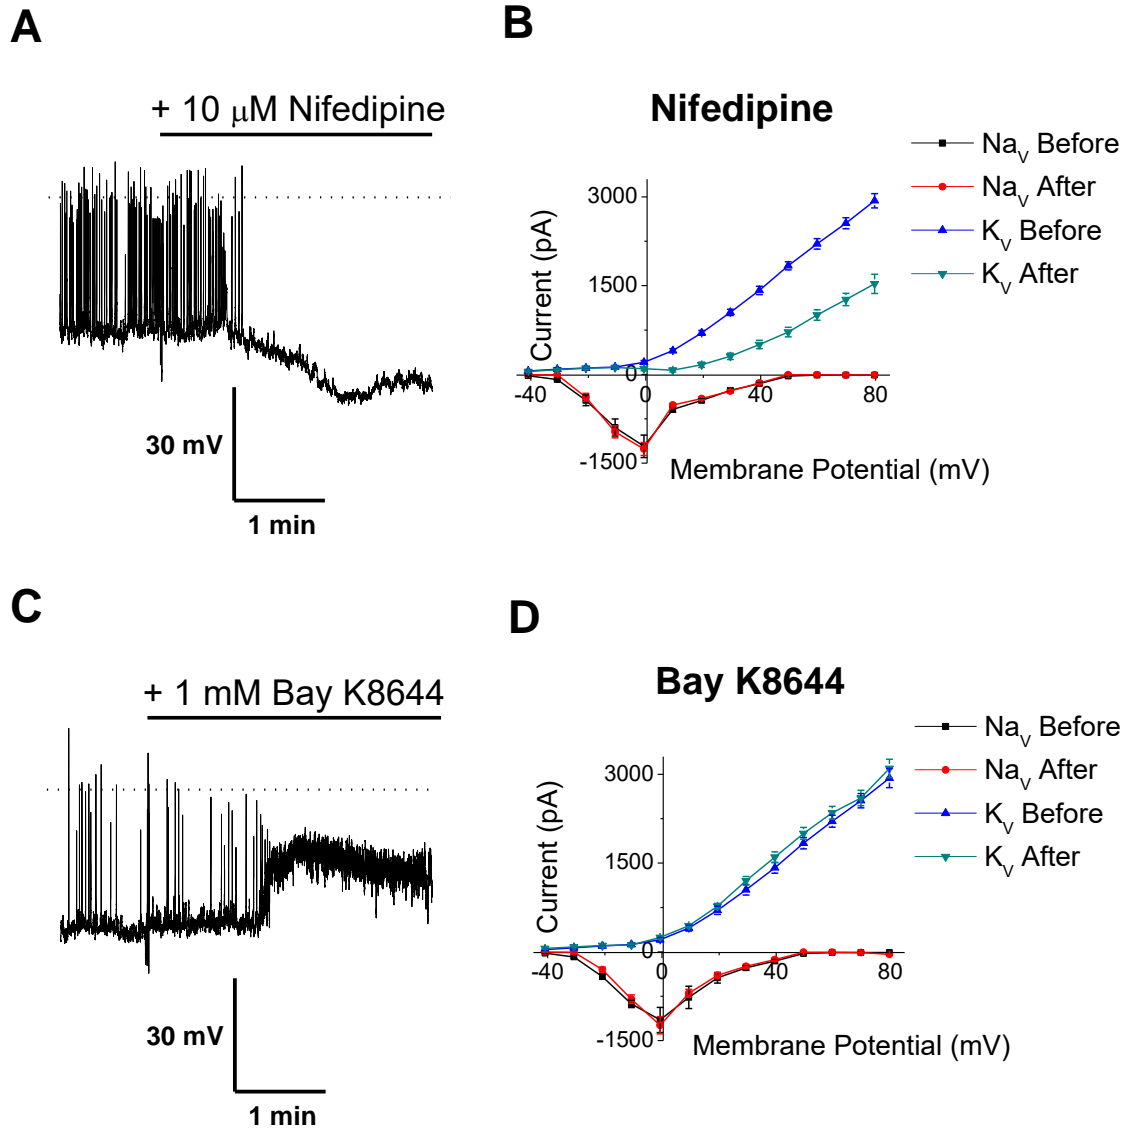 A
+ 10 μM Nifedipine
30 mV
1 min
B
Nifedipine
Na_V Before
Na_V After
K_V Before
K_V After
Current (pA)
3000
1500
0
-40 0 40 80
-1500
Membrane Potential (mV)
C
+ 1 mM Bay K8644
30 mV
1 min
D
Bay K8644
Na_V Before
Na_V After
K_V Before
K_V After
Current (pA)
3000
1500
0
-40 0 40 80
-1500
Membrane Potential (mV)